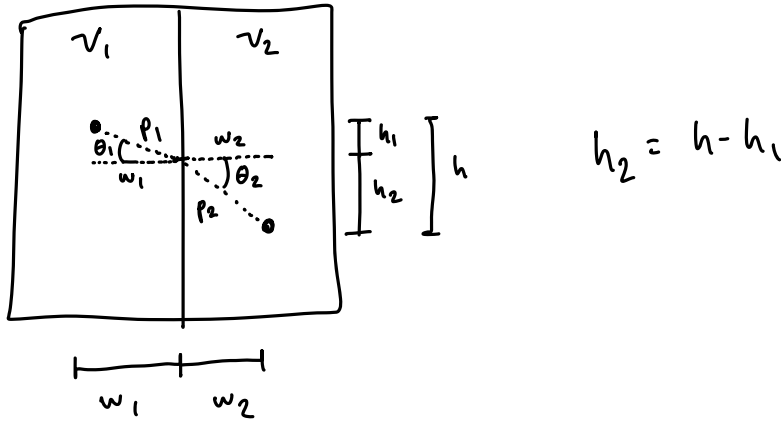 v₁ v₂
p₁ w₂ h₁
θ₁ θ₂ h h₂ = h - h₁
w₁ h₂
p₂
w₁ w₂